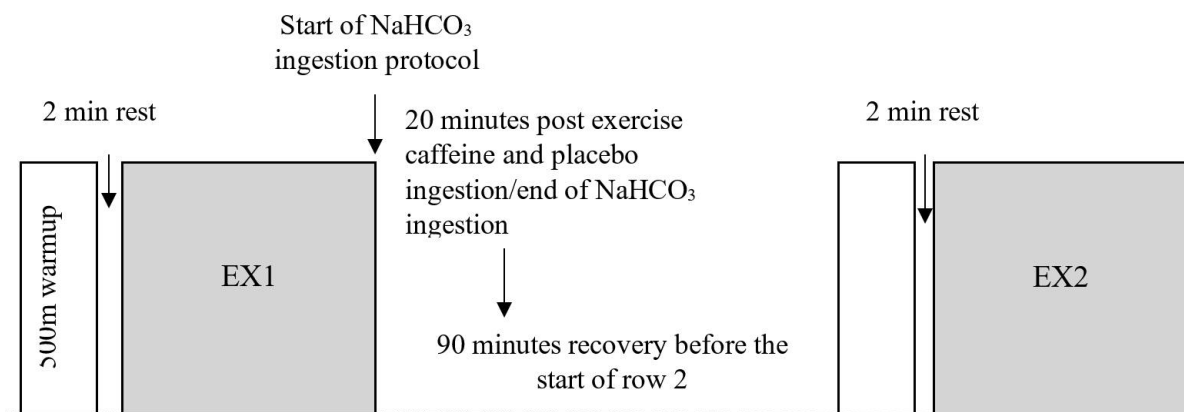 Start of NaHCO₃
ingestion protocol
2 min rest
20 minutes post exercise
caffeine and placebo
ingestion/end of NaHCO₃
ingestion
2 min rest
500m warmup
EX1
EX2
90 minutes recovery before the
start of row 2